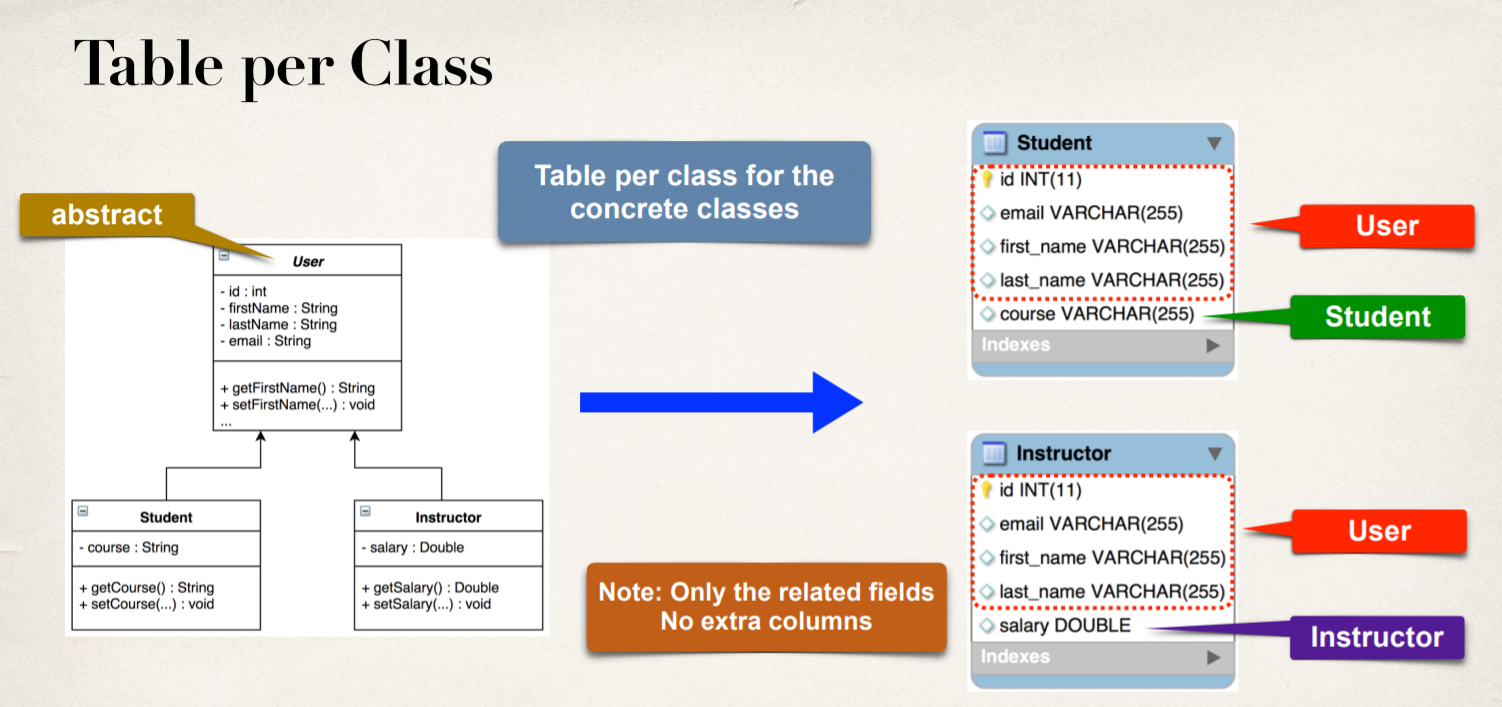 Table per Class
abstract
User
- id : int
- firstName : String
- lastName : String
- email : String
+ getFirstName() : String
+ setFirstName(...) : void
...
Student
- course : String
+ getCourse() : String
+ setCourse(...) : void
Instructor
- salary : Double
+ getSalary() : Double
+ setSalary(...) : void
Table per class for the
concrete classes
Note: Only the related fields
No extra columns
Student
id INT(11)
email VARCHAR(255)
first_name VARCHAR(255)
last_name VARCHAR(255)
course VARCHAR(255)
Indexes
User
Student
Instructor
id INT(11)
email VARCHAR(255)
first_name VARCHAR(255)
last_name VARCHAR(255)
salary DOUBLE
Indexes
User
Instructor